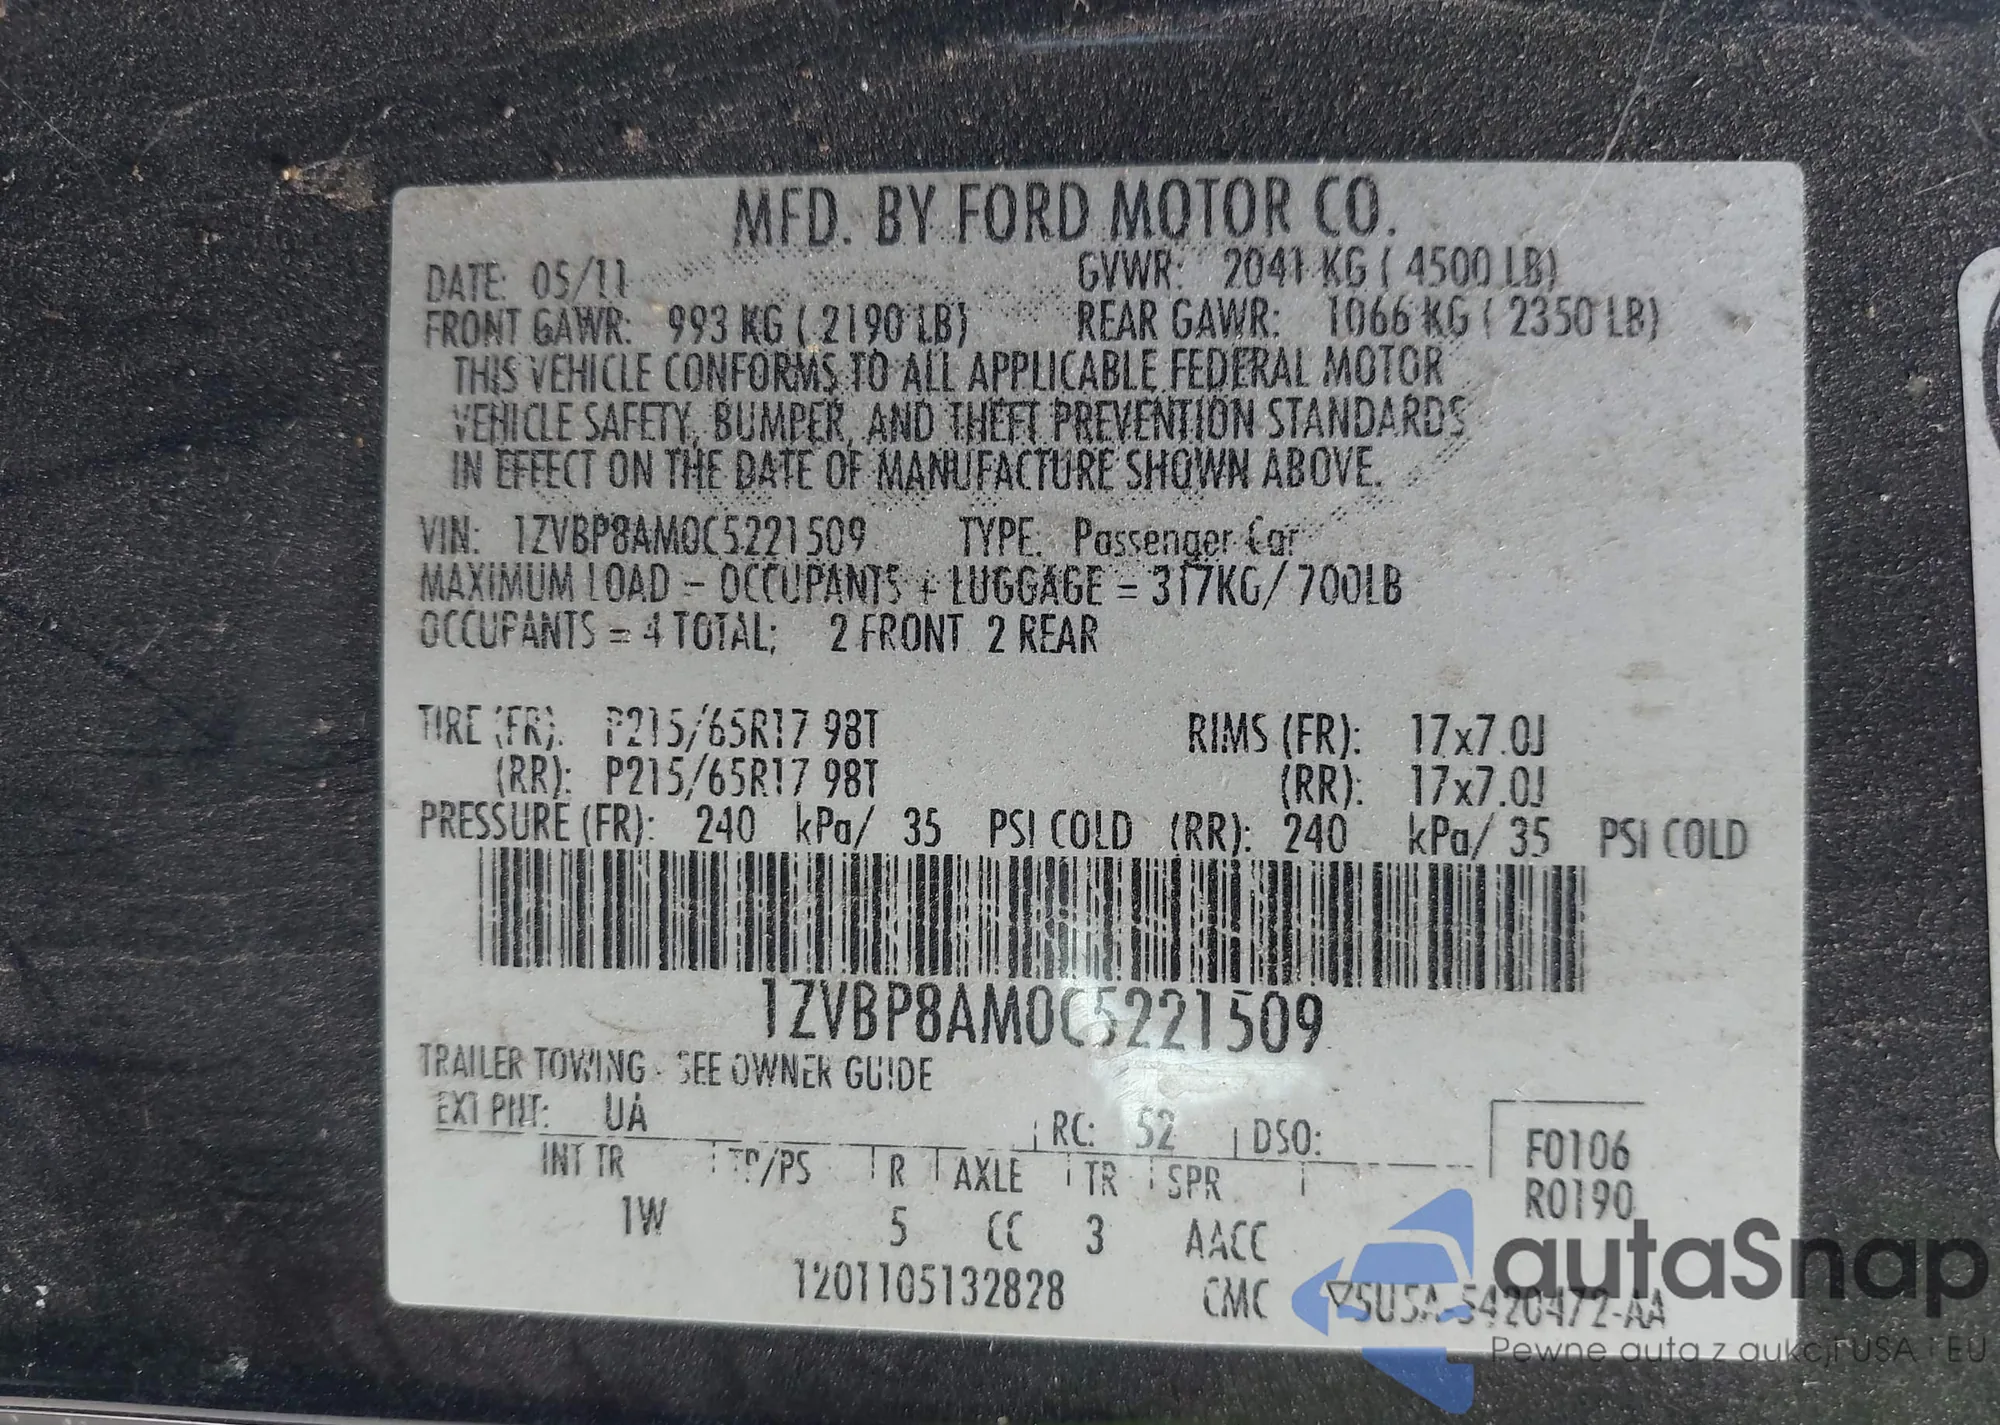 MFD. BY FORD MOTOR CO.
DATE: 05/11 GVWR: 2041 KG ( 4500 LB)
FRONT GAWR: 993 KG ( 2190 LB) REAR GAWR: 1066 KG ( 2350 LB)
THIS VEHICLE CONFORMS TO ALL APPLICABLE FEDERAL MOTOR
VEHICLE SAFETY, BUMPER, AND THEFT PREVENTION STANDARDS
IN EFFECT ON THE DATE OF MANUFACTURE SHOWN ABOVE.
VIN: 1ZVBP8AM0C5221509 TYPE: Passenger Car
MAXIMUM LOAD = OCCUPANTS + LUGGAGE = 317KG/700LB
OCCUPANTS = 4 TOTAL; 2 FRONT 2 REAR
TIRE (FR): P215/65R17 98T RIMS (FR): 17x7.0J
(RR): P215/65R17 98T (RR): 17x7.0J
PRESSURE (FR): 240 kPa/ 35 PSI COLD (RR): 240 kPa/ 35 PSI COLD
1ZVBP8AM0C5221509
TRAILER TOWING - SEE OWNER GUIDE
EXT PNT: UA RC: 52 DSO:
F0106
INT TR TP/PS R AXLE TR SPR
R0190
1W 5 CC 3 AACC
1201105132828 CMC ▽5U5A-5420472-AA
autaSnap
Pewne auta z aukcji USA i EU